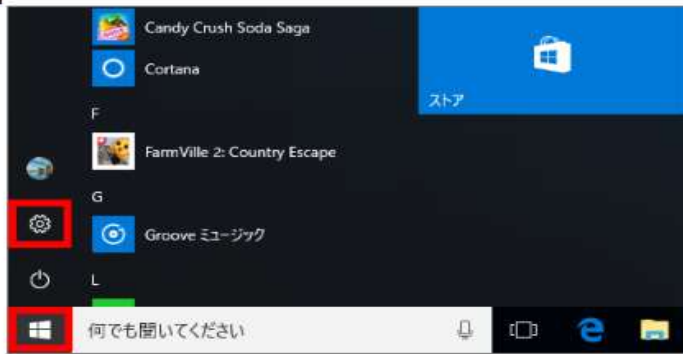 Candy Crush Soda Saga
Cortana
ストア
F
FarmVille 2: Country Escape
G
Groove ミュージック
L
何でも聞いてください